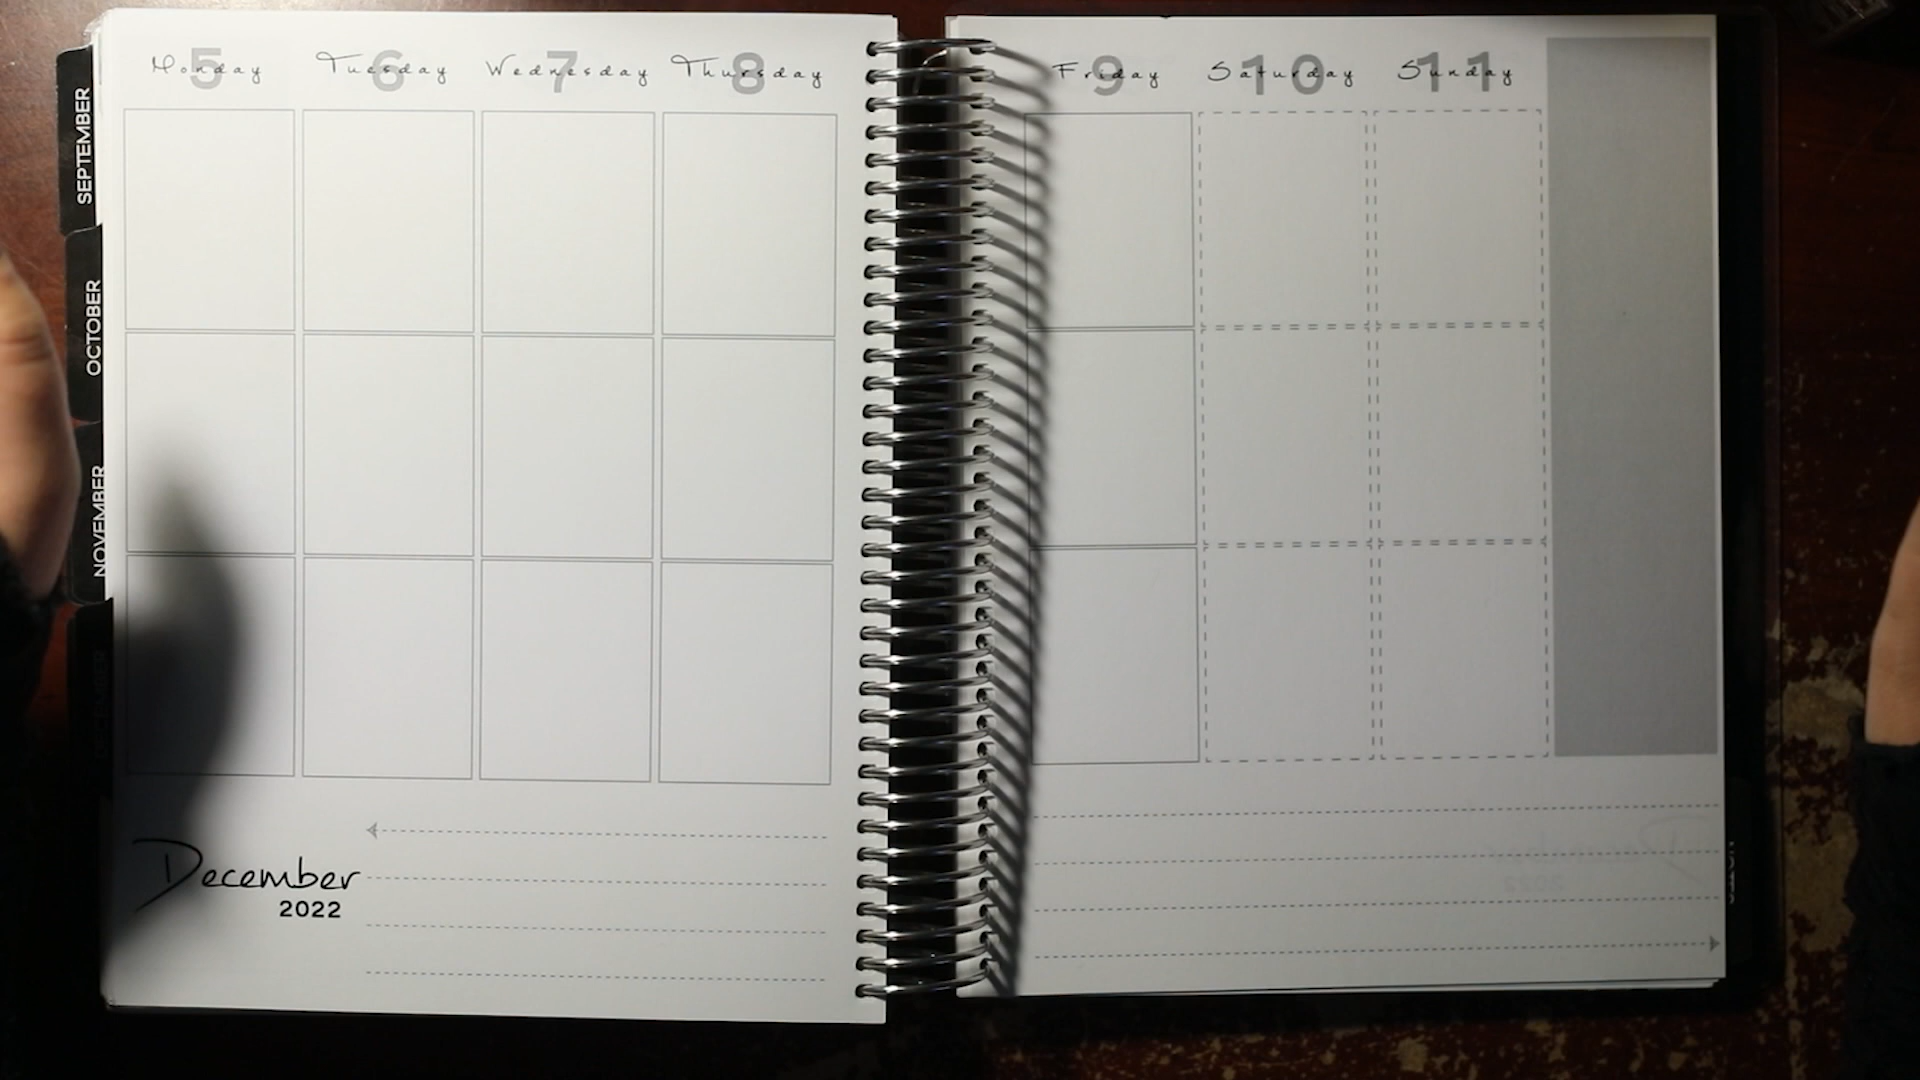 Monday 5
Tuesday 6
Wednesday 7
Thursday 8
Friday 9
Saturday 10
Sunday 11
SEPTEMBER
OCTOBER
NOVEMBER
DECEMBER
December
2022